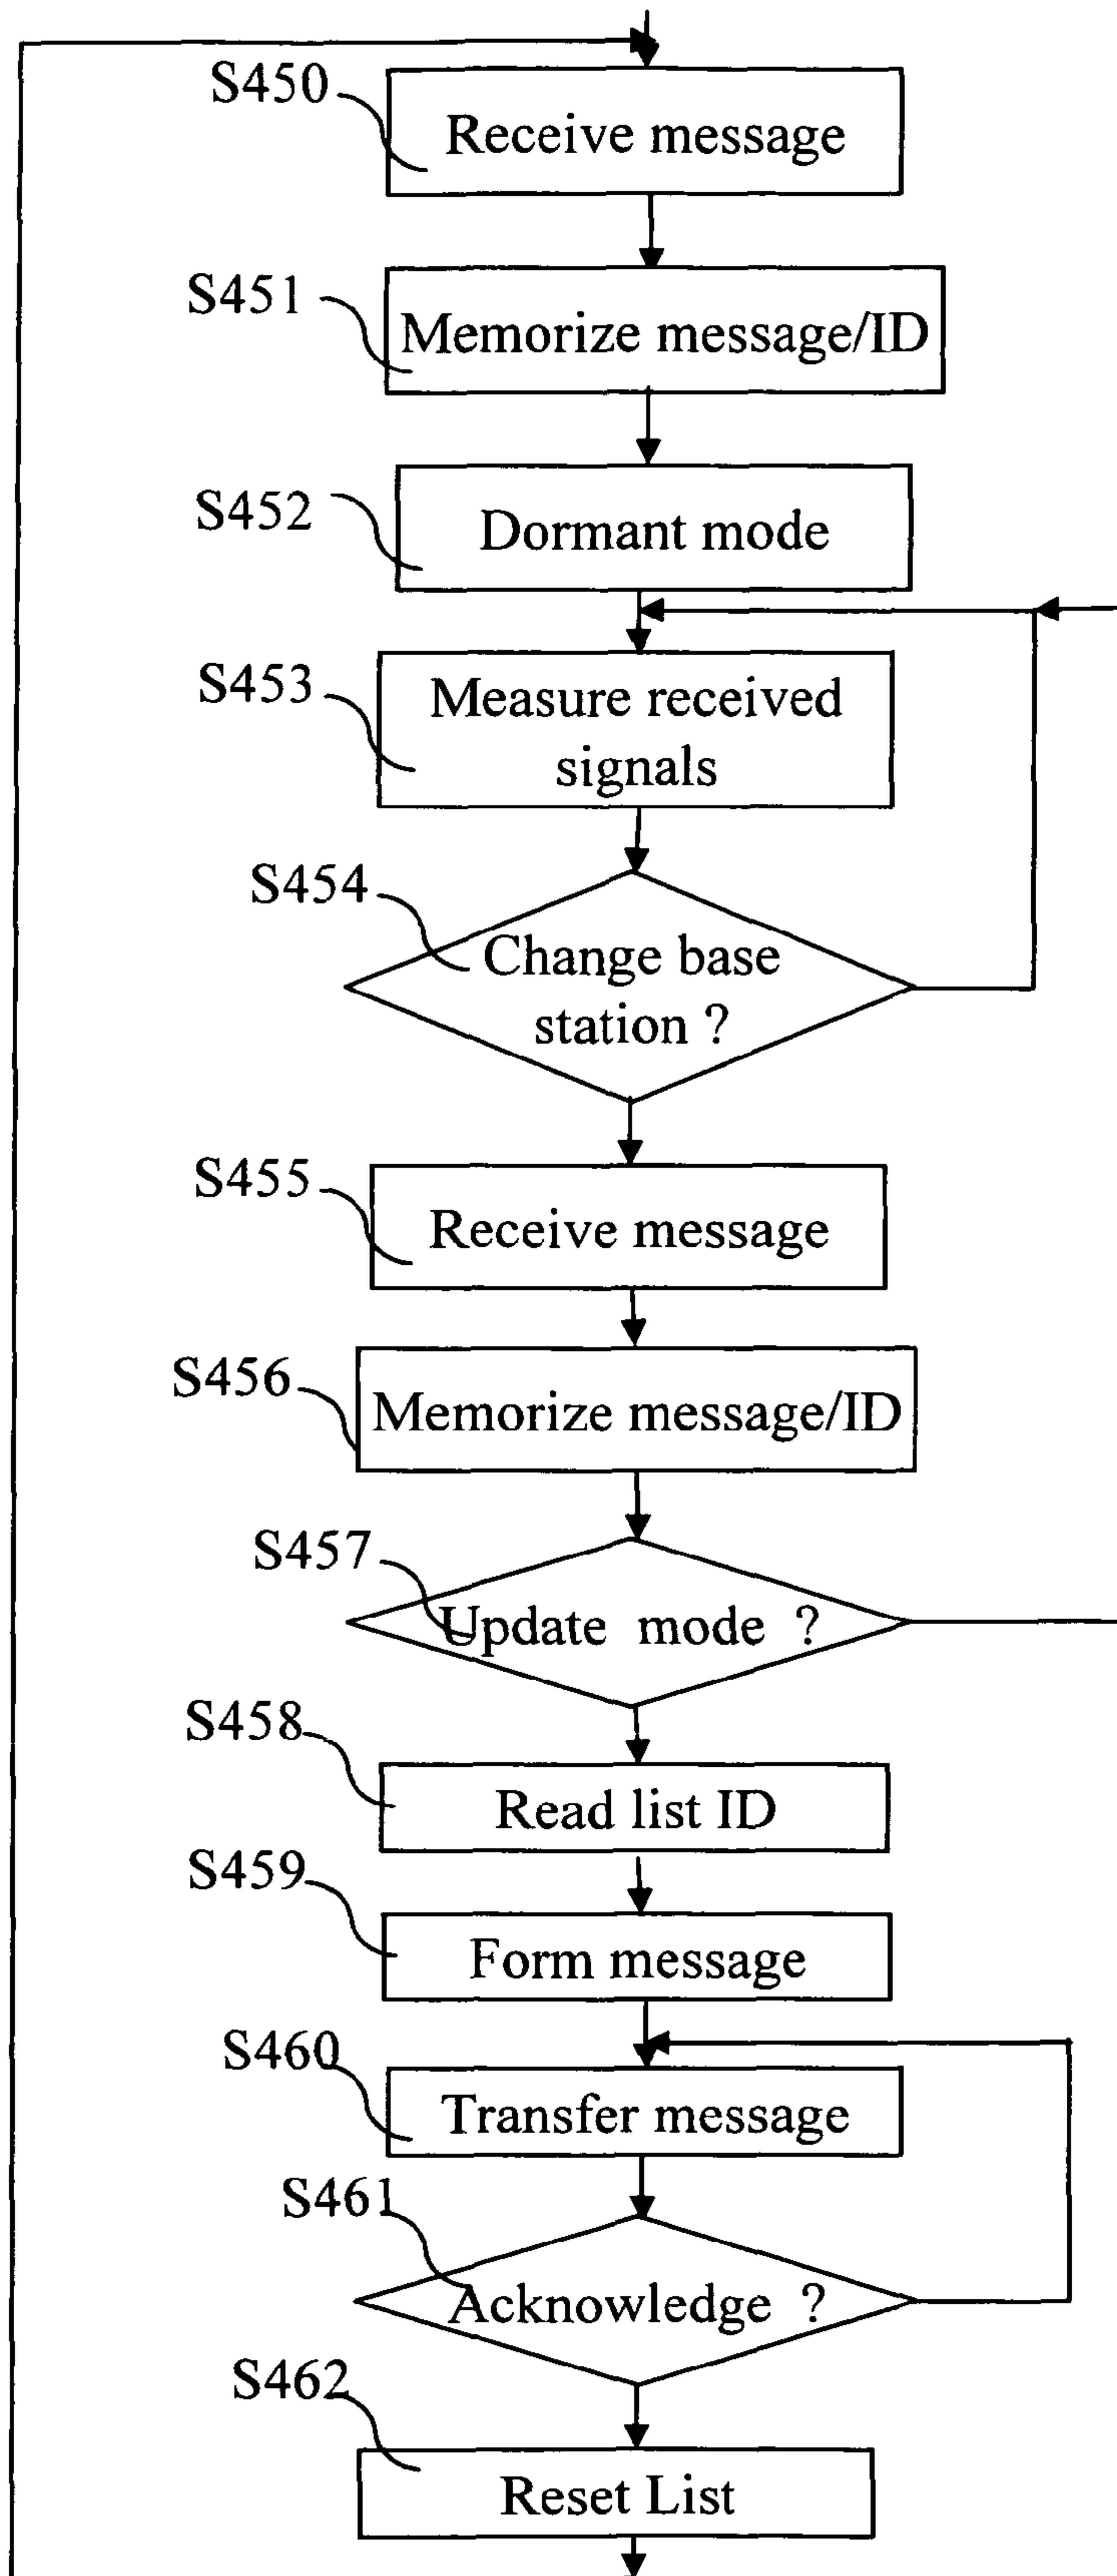 S450
Receive message
S451
Memorize message/ID
S452
Dormant mode
S453
Measure received
signals
S454
Change base
station ?
S455
Receive message
S456
Memorize message/ID
S457
Update mode ?
S458
Read list ID
S459
Form message
S460
Transfer message
S461
Acknowledge ?
S462
Reset List